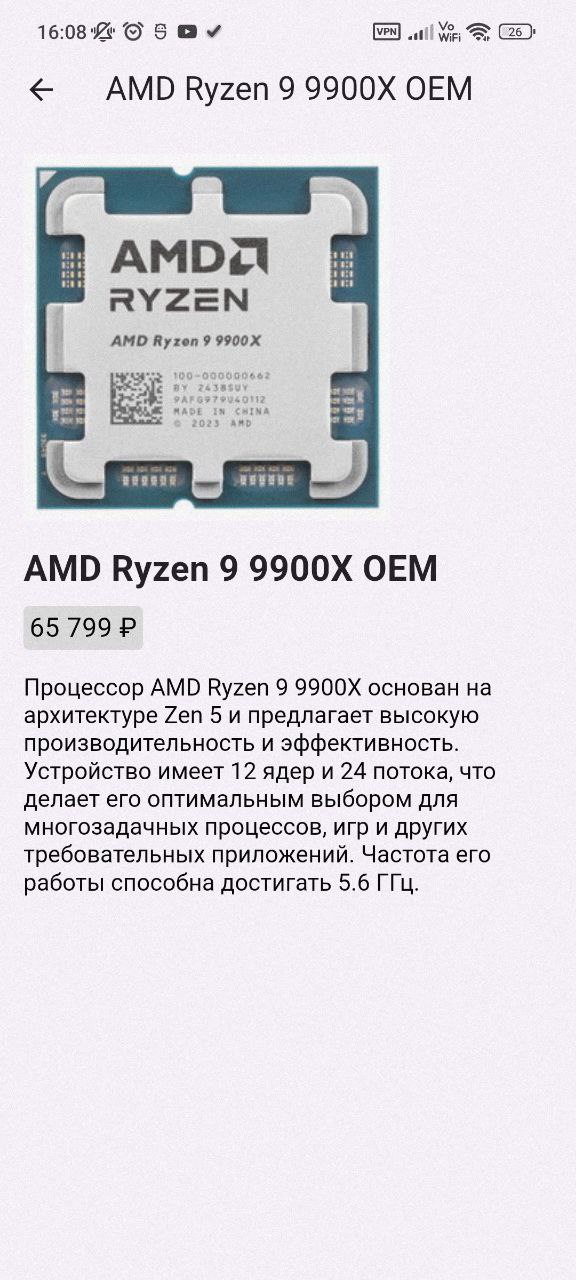 16:08
VPN
Vo
WiFi
26
AMD Ryzen 9 9900X OEM
AMD
RYZEN
AMD Ryzen 9 9900X
100-000000662
BY 2438SUY
9AFG979U40112
MADE IN CHINA
© 2023 AMD
AMD Ryzen 9 9900X OEM
65 799 ₽
Процессор AMD Ryzen 9 9900X основан на
архитектуре Zen 5 и предлагает высокую
производительность и эффективность.
Устройство имеет 12 ядер и 24 потока, что
делает его оптимальным выбором для
многозадачных процессов, игр и других
требовательных приложений. Частота его
работы способна достигать 5.6 ГГц.